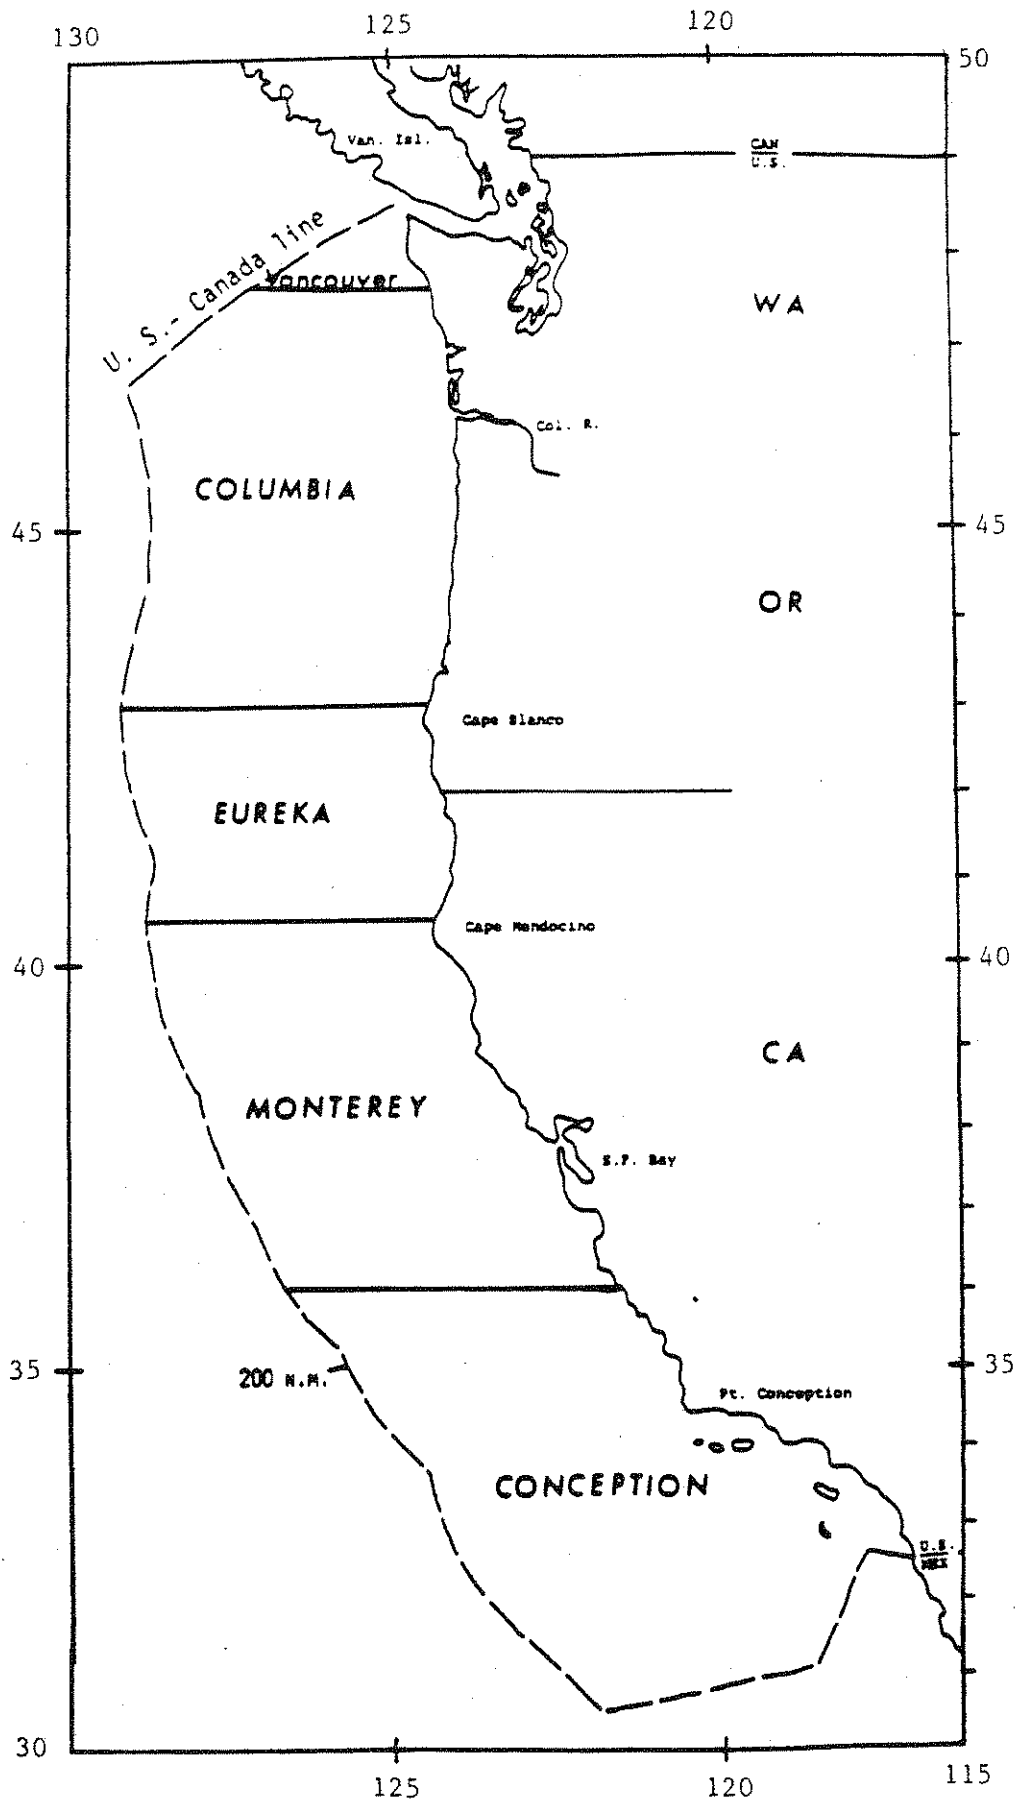 130
125
120
50
Van. Isl.
CAN
U.S.
U. S.- Canada line
Vancouver
WA
Col. R.
COLUMBIA
45
45
OR
Cape Blanco
EUREKA
Cape Mendocino
40
40
CA
MONTEREY
S.F. Bay
35
200 N.M.
35
Pt. Conception
CONCEPTION
U.S.
MEX
30
125
120
115